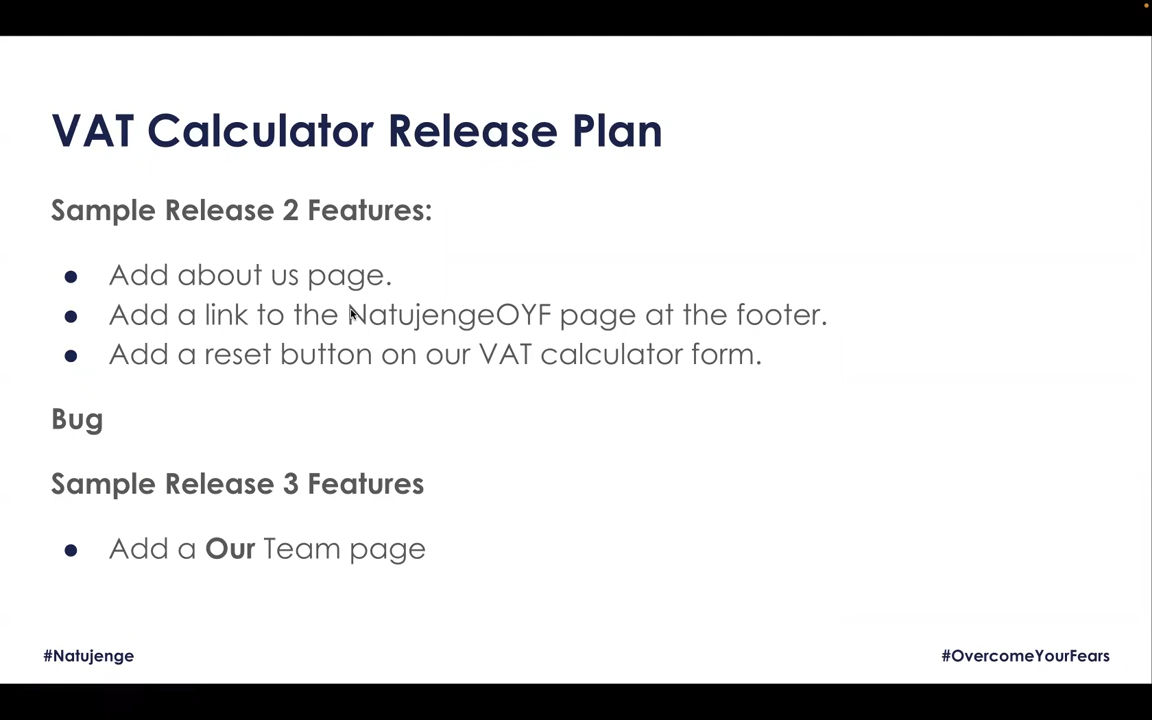 VAT Calculator Release Plan
Sample Release 2 Features:
● Add about us page.
● Add a link to the NatujengeOYF page at the footer.
● Add a reset button on our VAT calculator form.
Bug
Sample Release 3 Features
● Add a Our Team page
#Natujenge
#OvercomeYourFears